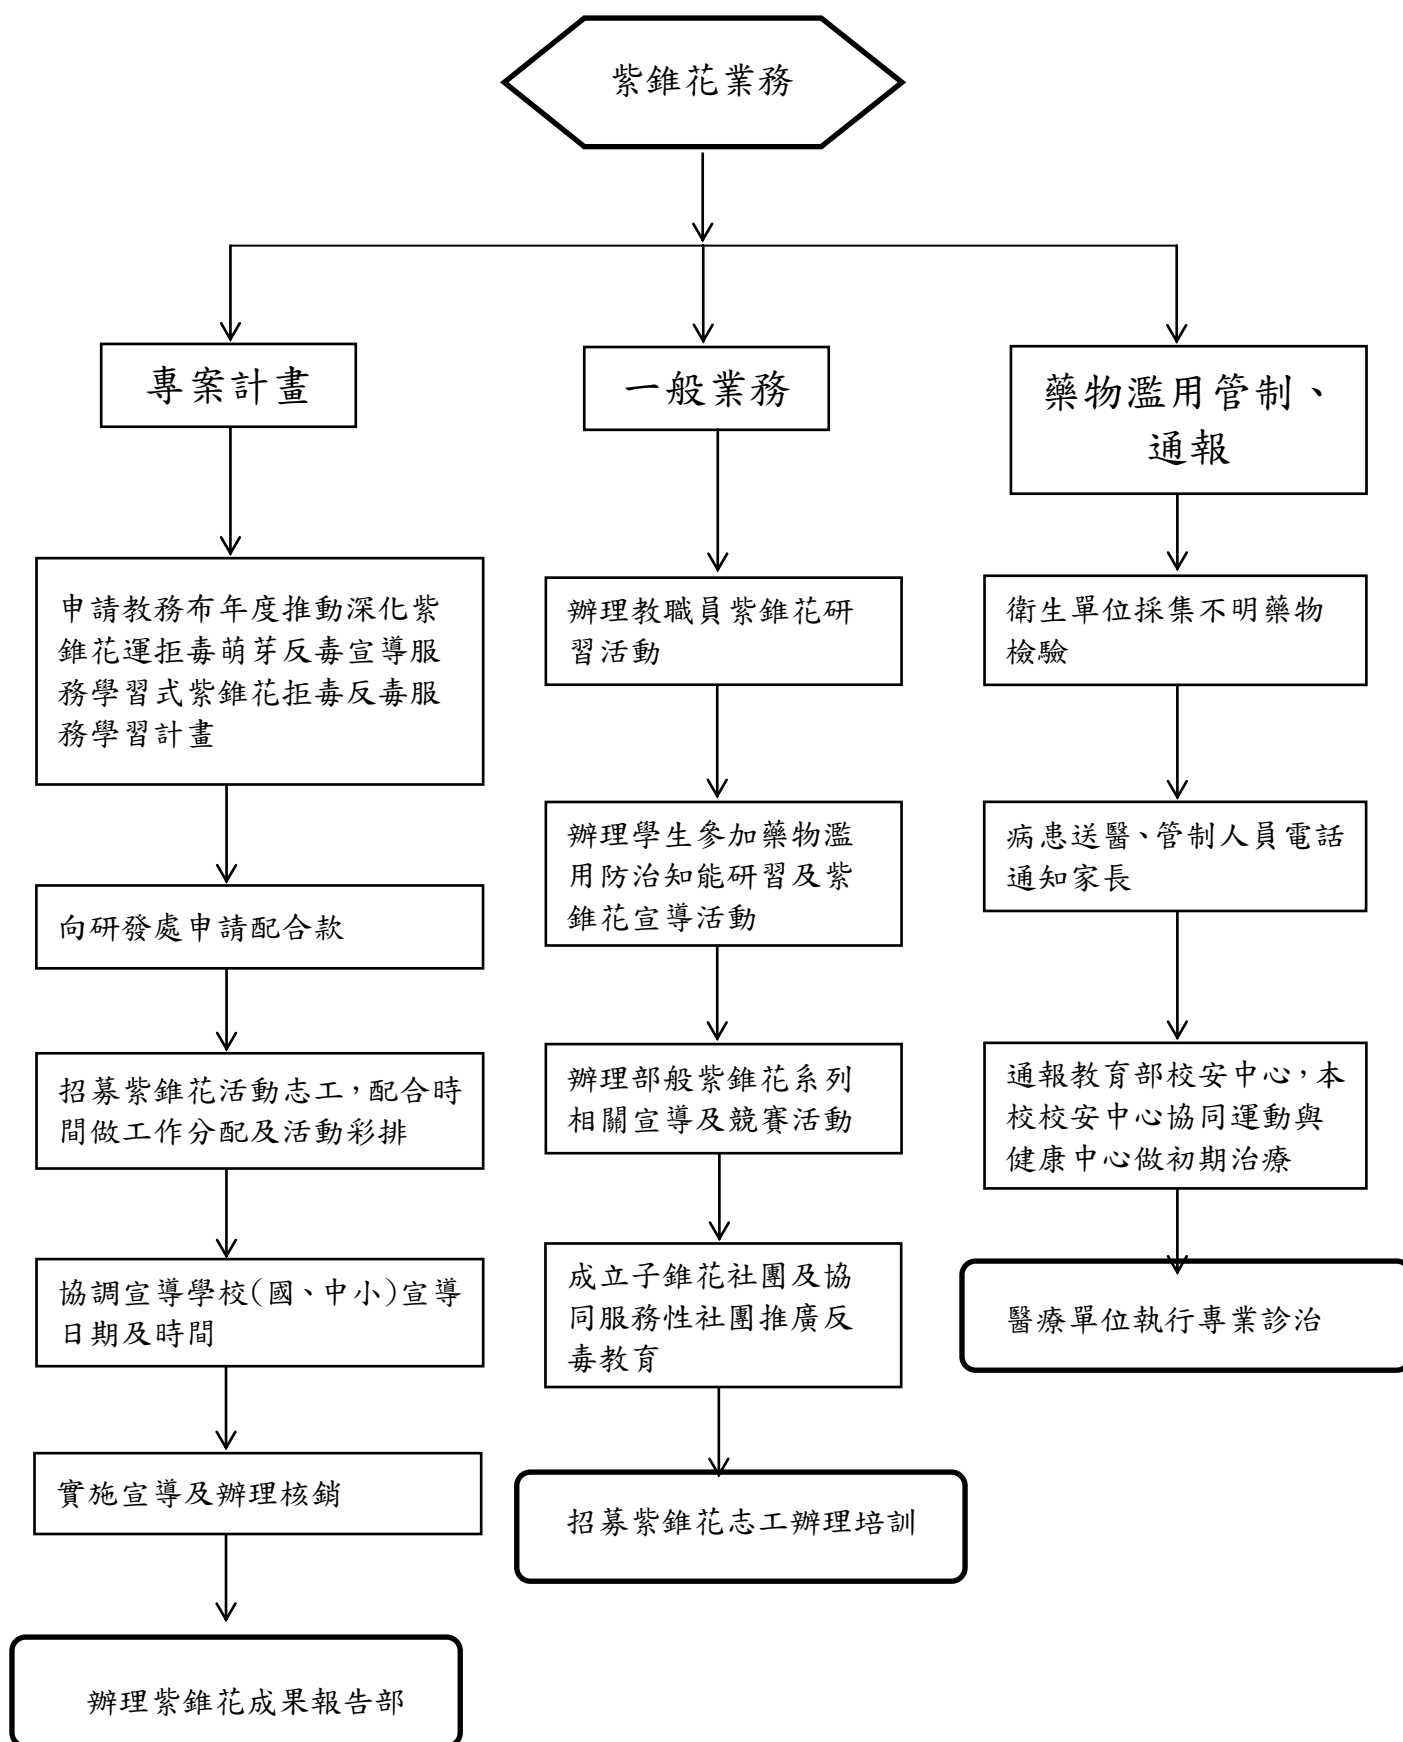 紫錐花業務
專案計畫
申請教務布年度推動深化紫
錐花運拒毒萌芽反毒宣導服
務學習式紫錐花拒毒反毒服
務學習計畫
向研發處申請配合款
招募紫錐花活動志工，配合時
間做工作分配及活動彩排
協調宣導學校(國、中小)宣導
日期及時間
實施宣導及辦理核銷
辦理紫錐花成果報告部
一般業務
辦理教職員紫錐花研
習活動
辦理學生參加藥物濫
用防治知能研習及紫
錐花宣導活動
辦理部般紫錐花系列
相關宣導及競賽活動
成立子錐花社團及協
同服務性社團推廣反
毒教育
招募紫錐花志工辦理培訓
藥物濫用管制、
通報
衛生單位採集不明藥物
檢驗
病患送醫、管制人員電話
通知家長
通報教育部校安中心，本
校校安中心協同運動與
健康中心做初期治療
醫療單位執行專業診治